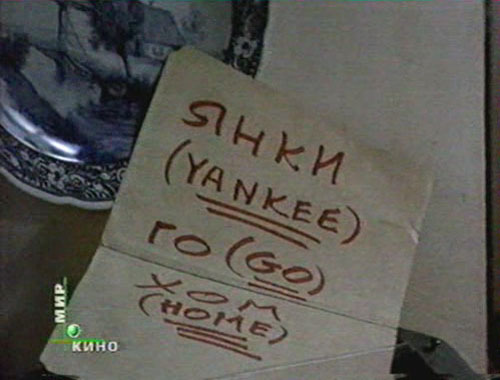 ЯНКИ
(YANKEE)
ГО (GO)
ХОМ
(HOME)
МИР
КИНО